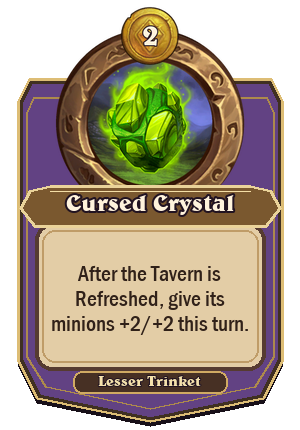 2
Cursed Crystal
After the Tavern is
Refreshed, give its
minions +2/+2 this turn.
Lesser Trinket